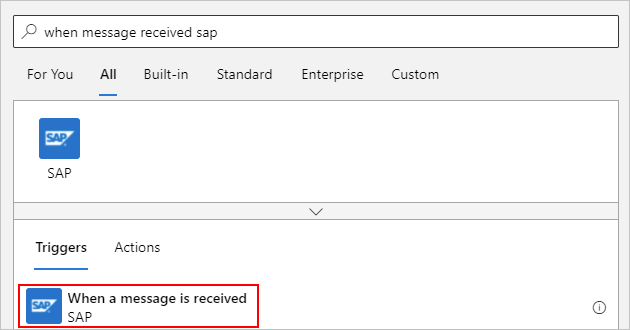 when message received sap
For You All Built-in Standard Enterprise Custom
SAP
SAP
Triggers Actions
SAP When a message is received
SAP